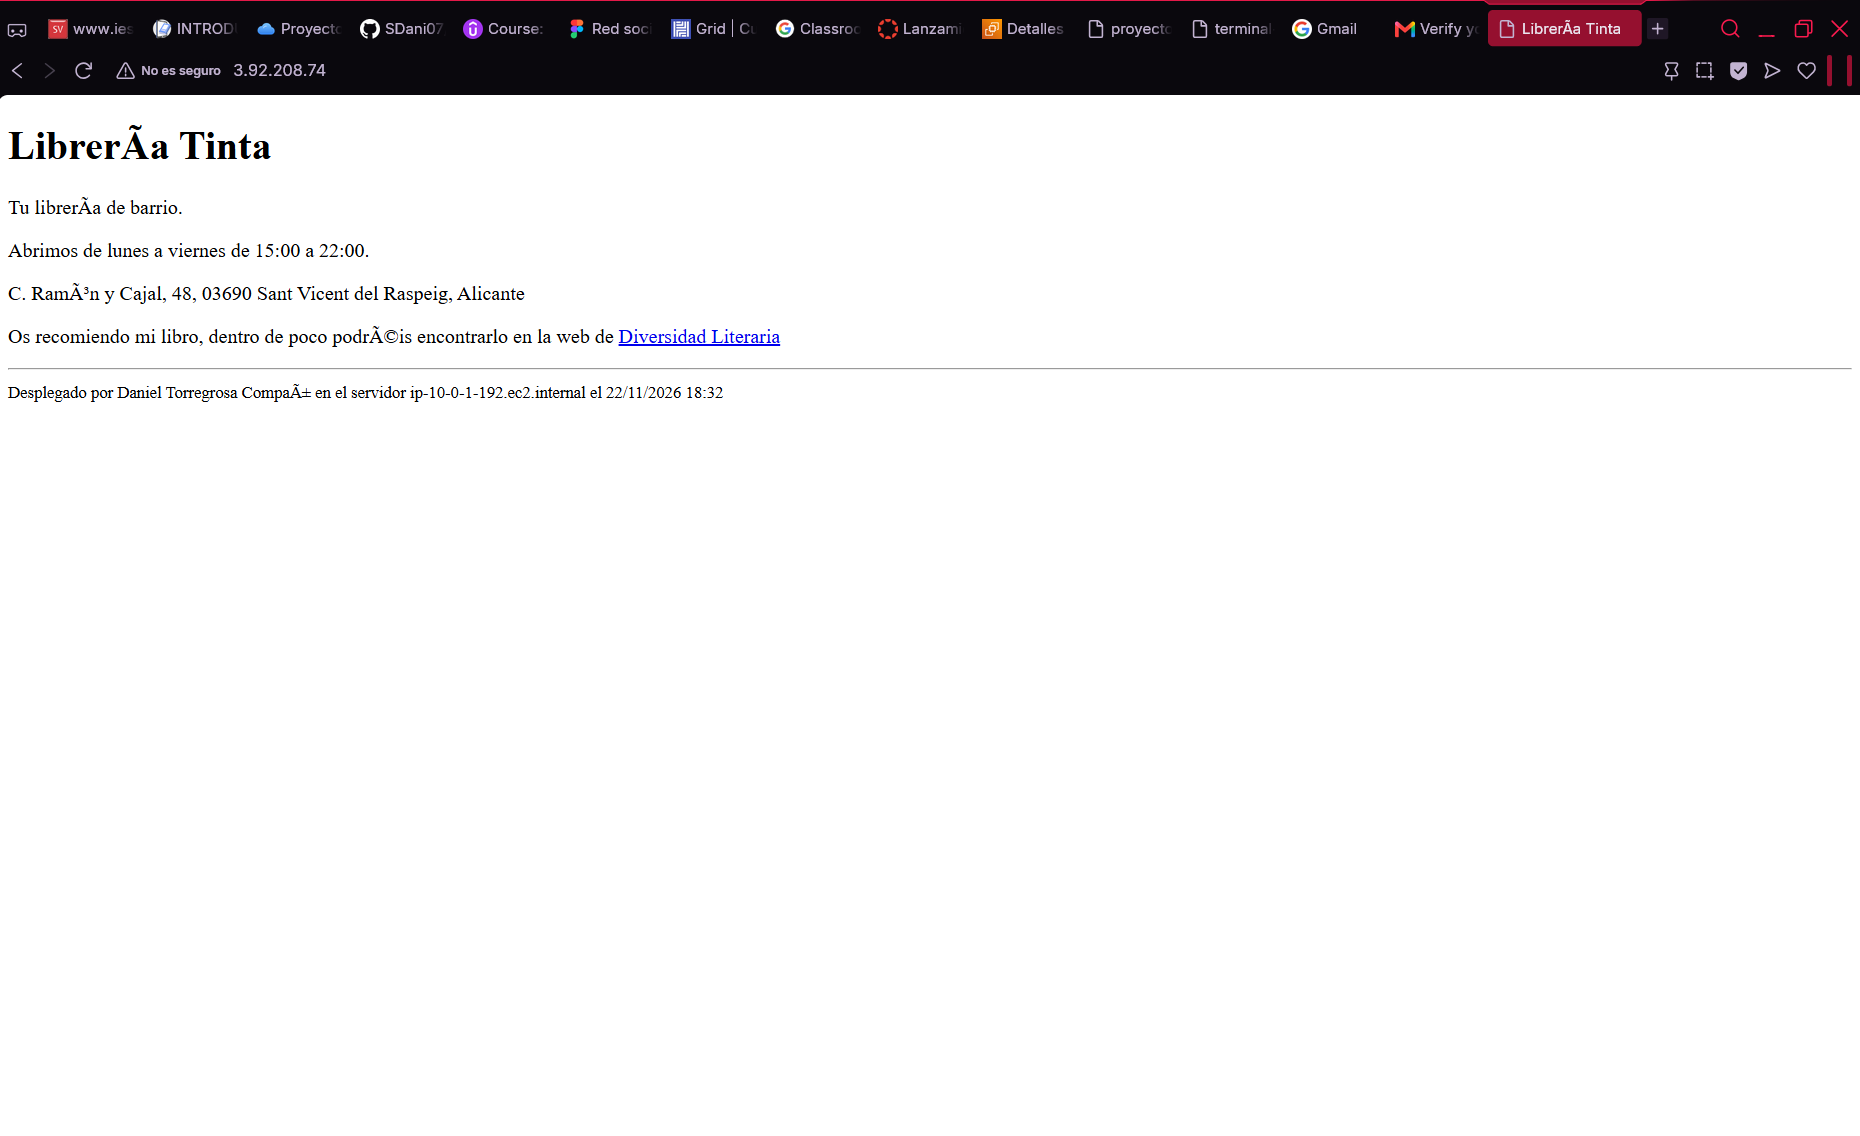 www.ies
INTROD
Proyecto
SDani07
Course:
Red soci
Grid | Cu
Classroo
Lanzami
Detalles
proyecto
terminal
Gmail
Verify yo
LibrerÃa Tinta
No es seguro 3.92.208.74
LibrerÃa Tinta
Tu librerÃa de barrio.
Abrimos de lunes a viernes de 15:00 a 22:00.
C. RamÃ³n y Cajal, 48, 03690 Sant Vicent del Raspeig, Alicante
Os recomiendo mi libro, dentro de poco podrÃ©is encontrarlo en la web de Diversidad Literaria
Desplegado por Daniel Torregrosa CompaÃ± en el servidor ip-10-0-1-192.ec2.internal el 22/11/2026 18:32